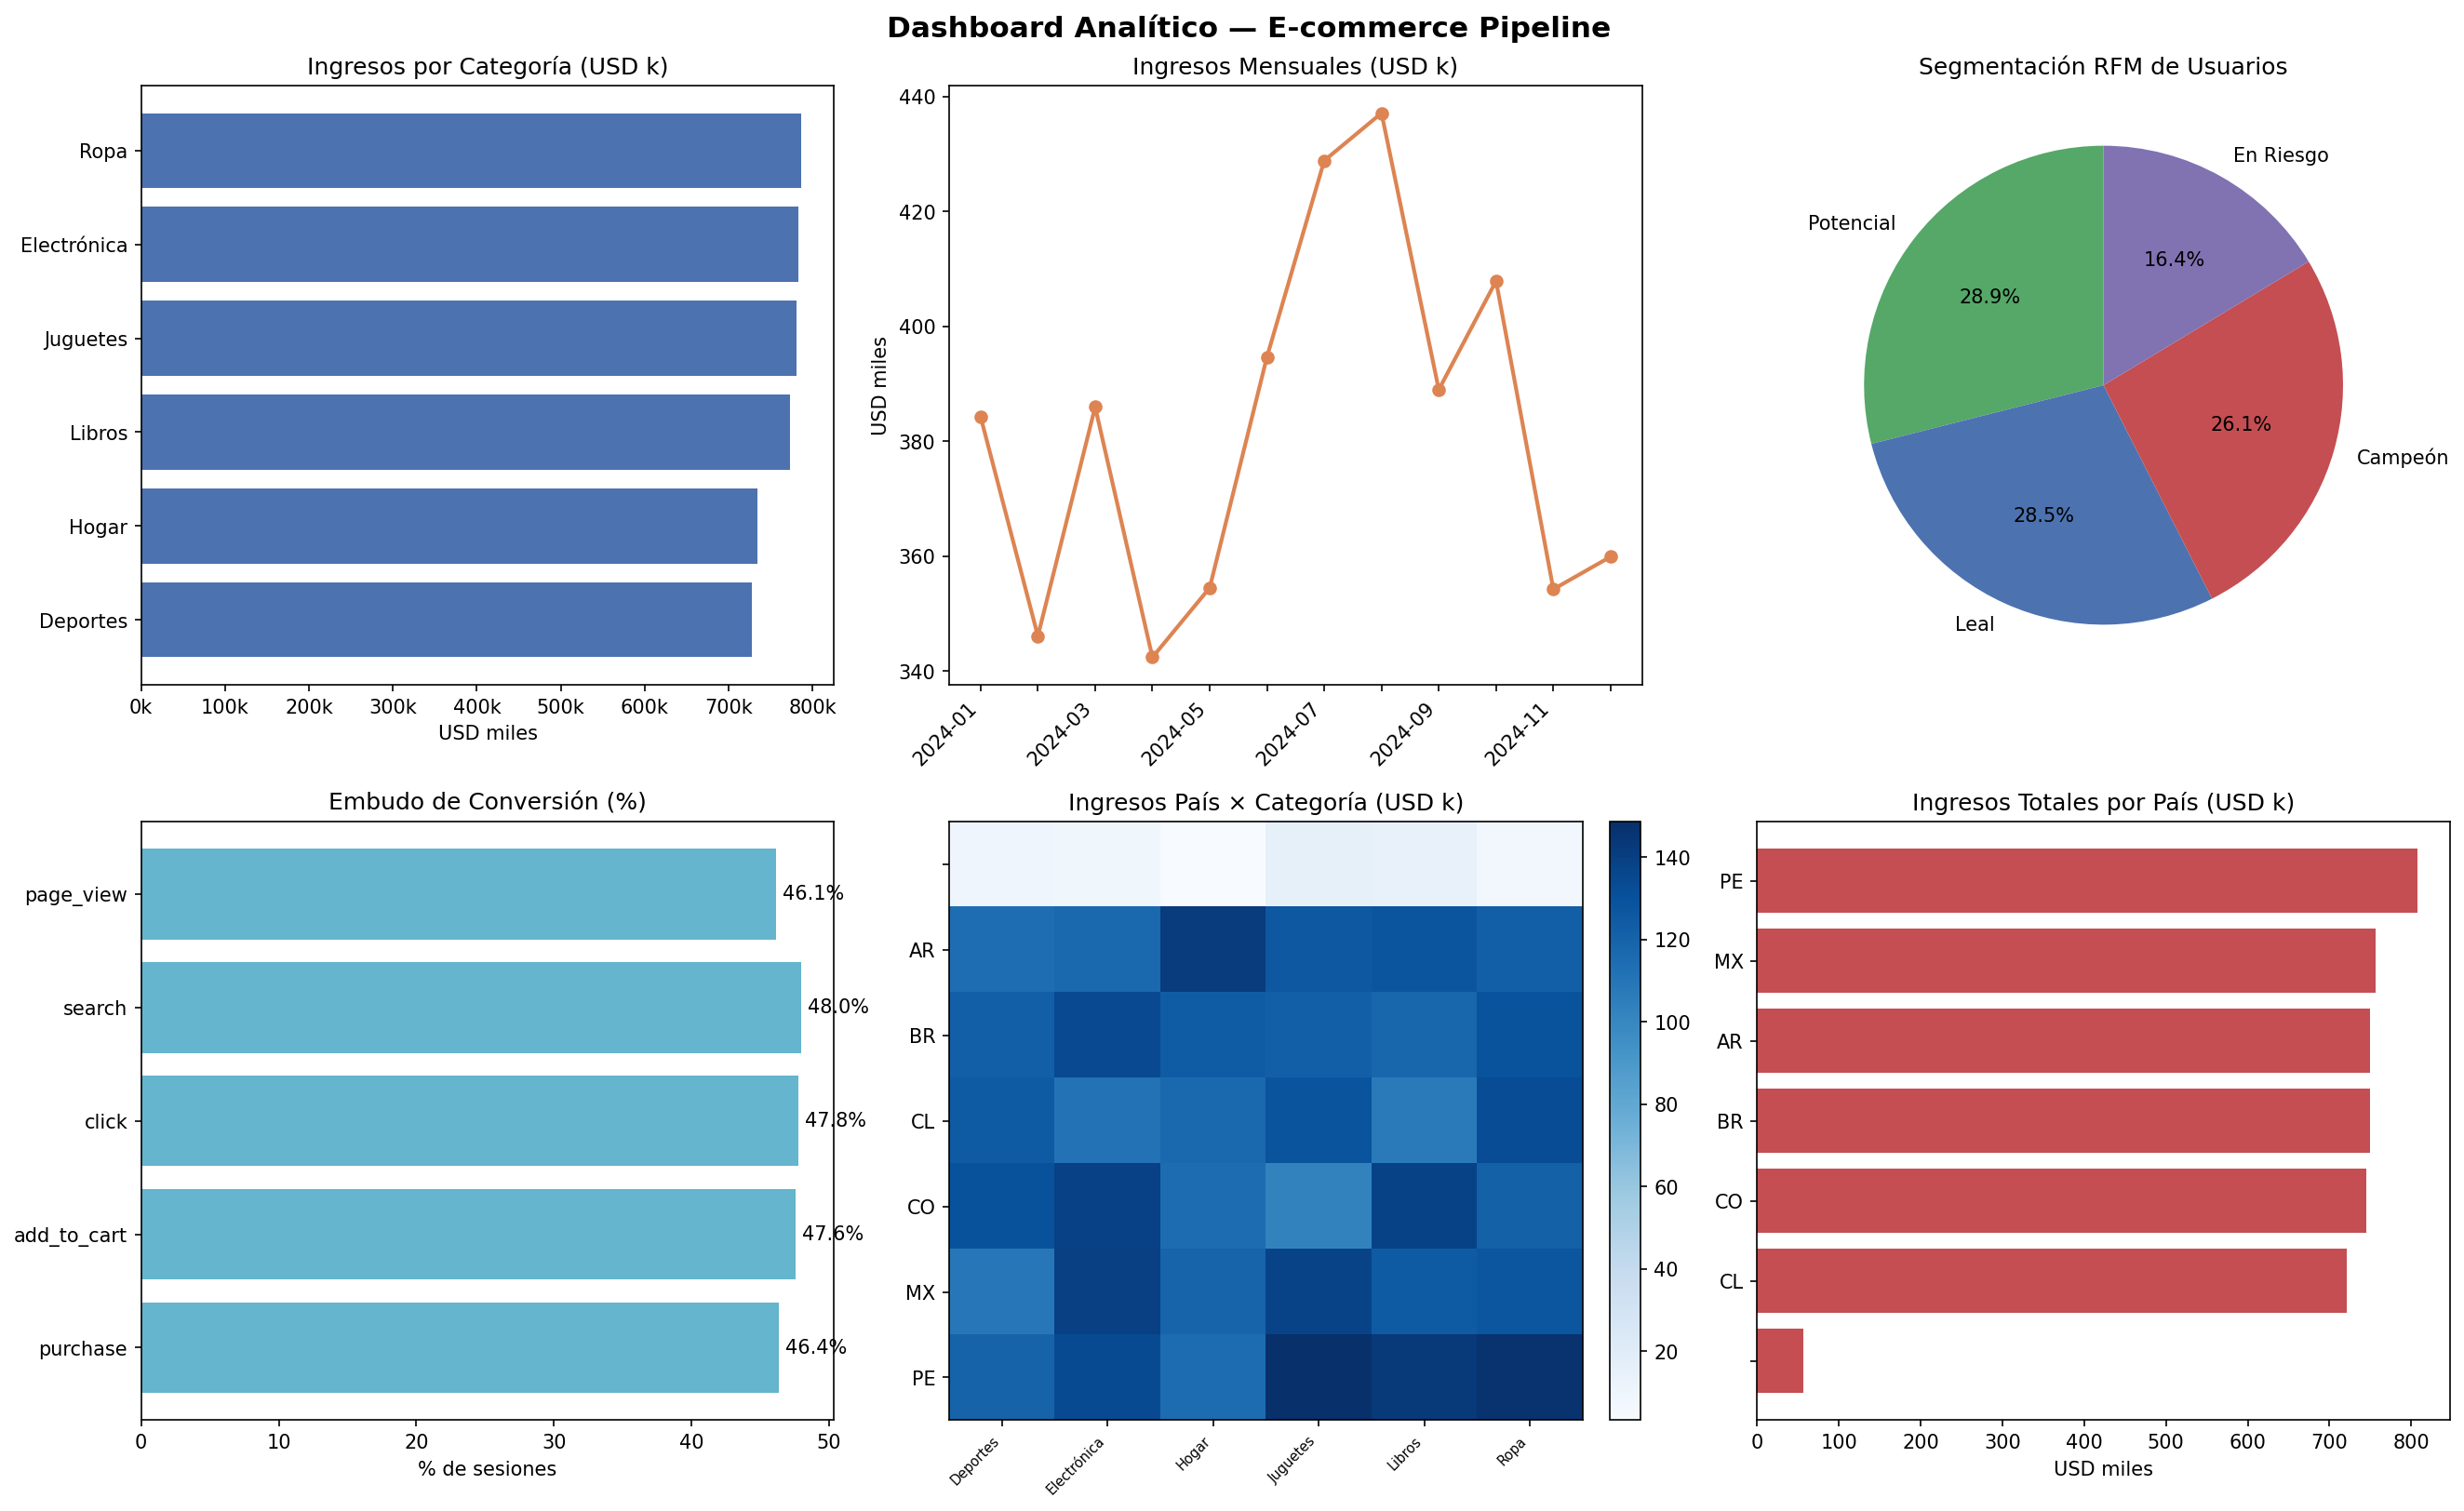 Dashboard Analítico — E-commerce Pipeline
Ingresos por Categoría (USD k)
Ropa
Electrónica
Juguetes
Libros
Hogar
Deportes
0k 100k 200k 300k 400k 500k 600k 700k 800k
USD miles
Ingresos Mensuales (USD k)
USD miles
440
420
400
380
360
340
2024-01 2024-03 2024-05 2024-07 2024-09 2024-11
Segmentación RFM de Usuarios
En Riesgo
16.4%
Potencial
28.9%
Campeón
26.1%
Leal
28.5%
Embudo de Conversión (%)
page_view 46.1%
search 48.0%
click 47.8%
add_to_cart 47.6%
purchase 46.4%
0 10 20 30 40 50
% de sesiones
Ingresos País × Categoría (USD k)
AR
BR
CL
CO
MX
PE
Deportes Electrónica Hogar Juguetes Libros Ropa
140
120
100
80
60
40
20
Ingresos Totales por País (USD k)
PE
MX
AR
BR
CO
CL
0 100 200 300 400 500 600 700 800
USD miles